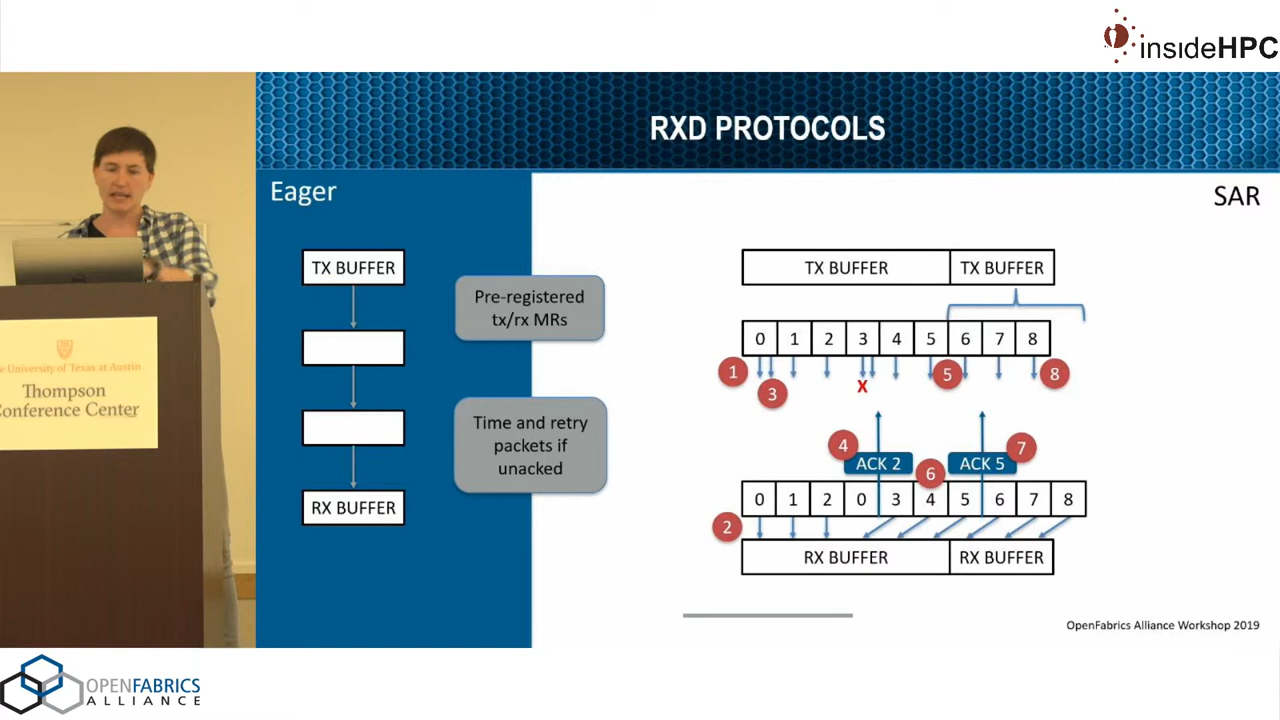 insideHPC
RXD PROTOCOLS
Eager
SAR
TX BUFFER
RX BUFFER
Pre-registered
tx/rx MRs
Time and retry
packets if
unacked
TX BUFFER TX BUFFER
0 1 2 3 4 5 6 7 8
1 5 8
X
3
4 7
ACK 2 ACK 5
6
0 1 2 0 3 4 5 6 7 8
2
RX BUFFER RX BUFFER
OpenFabrics Alliance Workshop 2019
e University of Texas at Austin
Thompson
Conference Center
OPENFABRICS
ALLIANCE